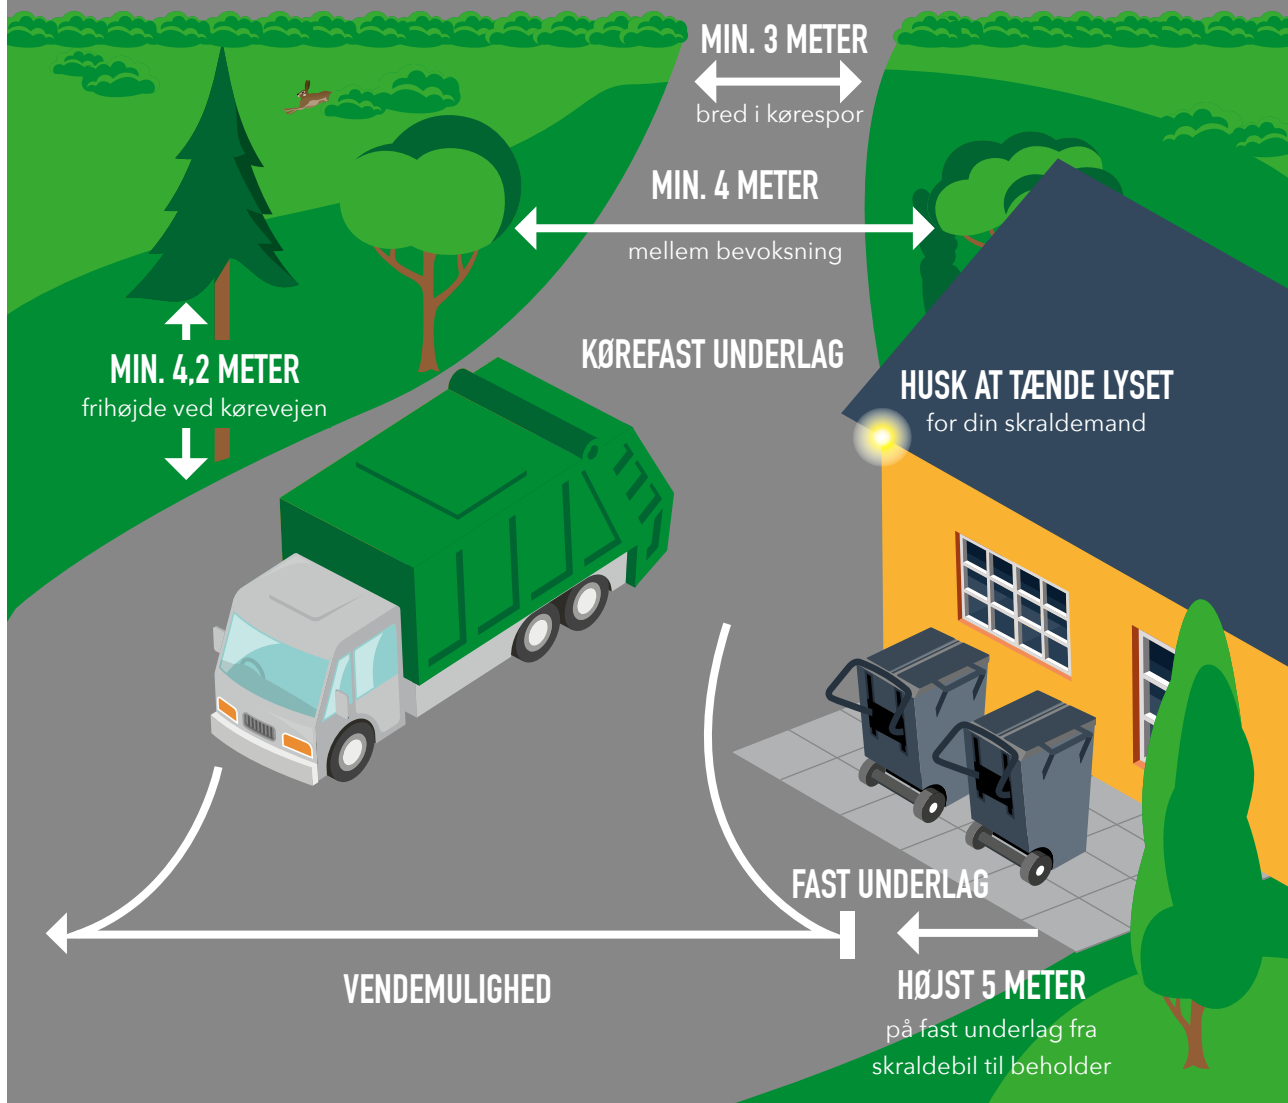 MIN. 3 METER
bred i kørespor
MIN. 4 METER
mellem bevoksning
KØREFAST UNDERLAG
MIN. 4,2 METER
frihøjde ved kørevejen
HUSK AT TÆNDE LYSET
for din skraldemand
FAST UNDERLAG
VENDEMULIGHED
HØJST 5 METER
på fast underlag fra
skraldebil til beholder